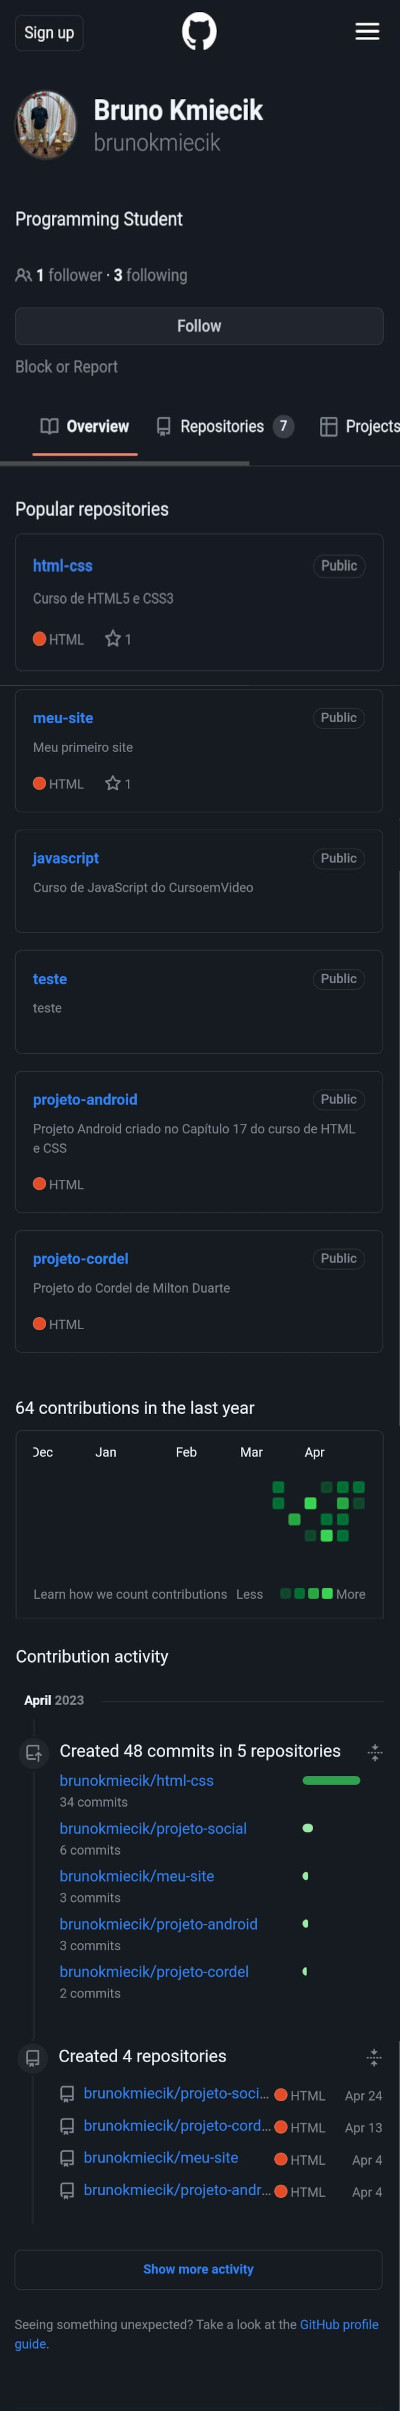 Sign up
Bruno Kmiecik
brunokmiecik
Programming Student
1 follower · 3 following
Follow
Block or Report
Overview
Repositories 7
Projects
Popular repositories
html-css
Public
Curso de HTML5 e CSS3
HTML
1
meu-site
Public
Meu primeiro site
HTML
1
javascript
Public
Curso de JavaScript do CursoemVideo
teste
Public
teste
projeto-android
Public
Projeto Android criado no Capítulo 17 do curso de HTML
e CSS
HTML
projeto-cordel
Public
Projeto do Cordel de Milton Duarte
HTML
64 contributions in the last year
Dec Jan Feb Mar Apr
Learn how we count contributions Less More
Contribution activity
April 2023
Created 48 commits in 5 repositories
brunokmiecik/html-css
34 commits
brunokmiecik/projeto-social
6 commits
brunokmiecik/meu-site
3 commits
brunokmiecik/projeto-android
3 commits
brunokmiecik/projeto-cordel
2 commits
Created 4 repositories
brunokmiecik/projeto-soci... HTML Apr 24
brunokmiecik/projeto-cord... HTML Apr 13
brunokmiecik/meu-site HTML Apr 4
brunokmiecik/projeto-andr... HTML Apr 4
Show more activity
Seeing something unexpected? Take a look at the GitHub profile
guide.